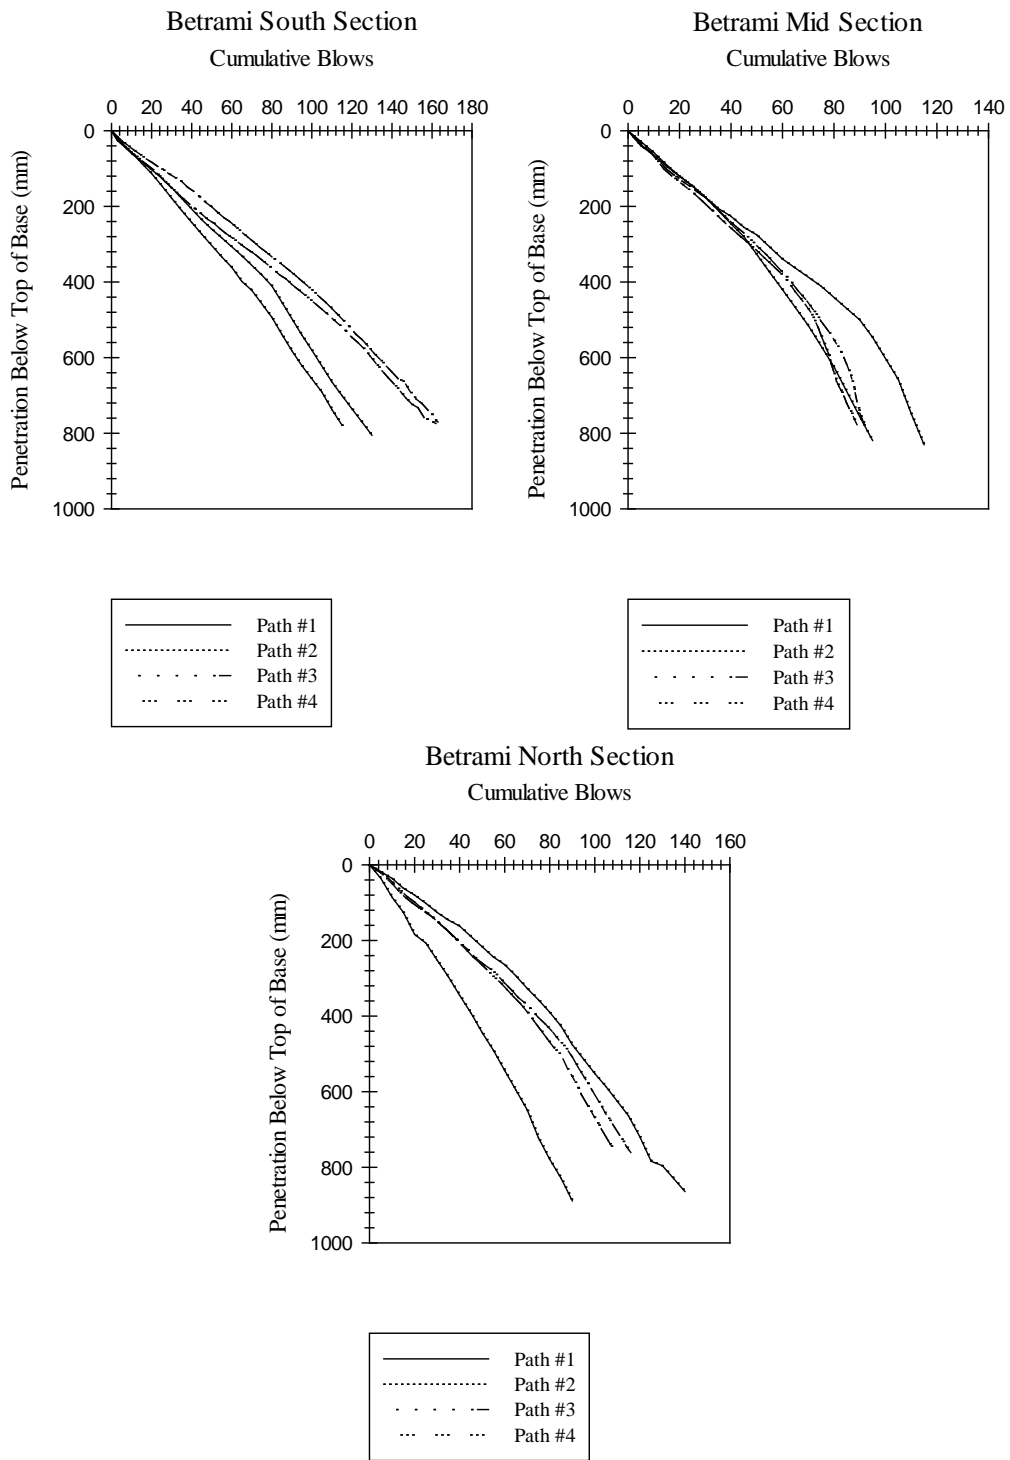 Betrami South Section
Cumulative Blows
0 20 40 60 80 100 120 140 160 180
0
200
400
600
800
1000
Penetration Below Top of Base (mm)
Path #1
Path #2
Path #3
Path #4
Betrami Mid Section
Cumulative Blows
0 20 40 60 80 100 120 140
0
200
400
600
800
1000
Penetration Below Top of Base (mm)
Path #1
Path #2
Path #3
Path #4
Betrami North Section
Cumulative Blows
0 20 40 60 80 100 120 140 160
0
200
400
600
800
1000
Penetration Below Top of Base (mm)
Path #1
Path #2
Path #3
Path #4